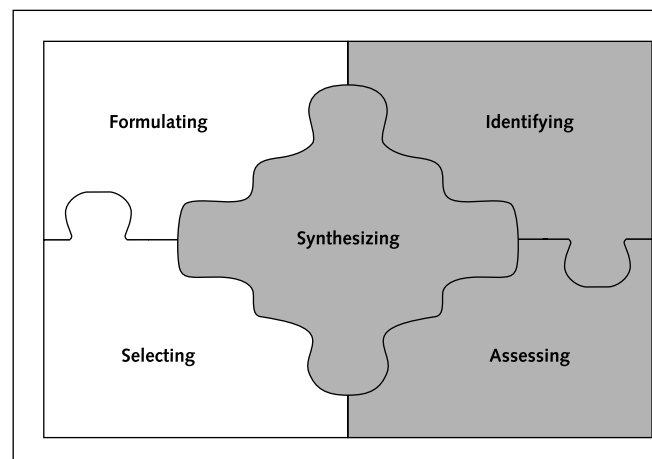 Formulating
Identifying
Synthesizing
Selecting
Assessing